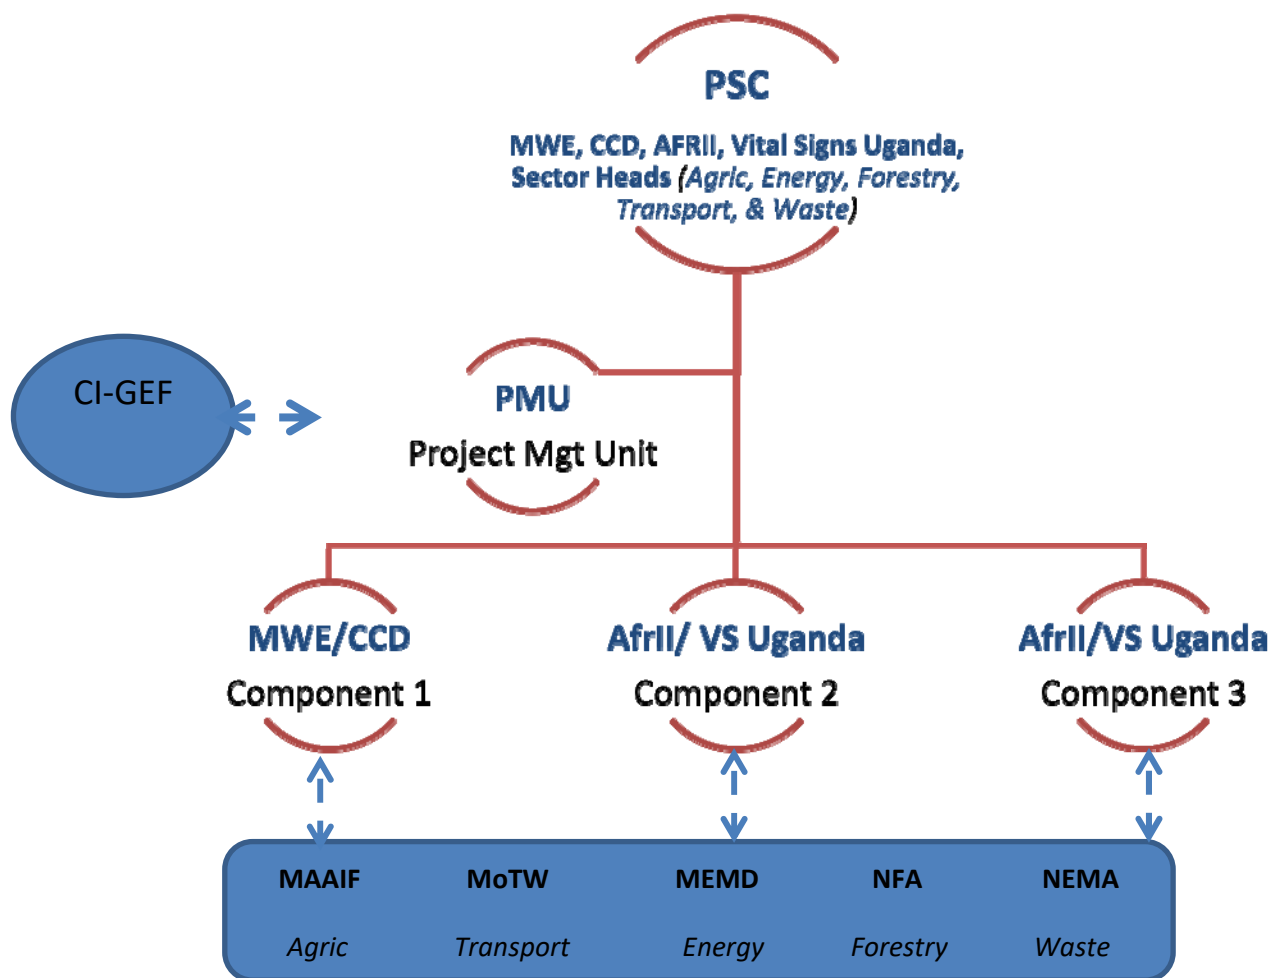 PSC
MWE, CCD, AFRII, Vital Signs Uganda,
Sector Heads (Agric, Energy, Forestry,
Transport, & Waste)
CI-GEF
PMU
Project Mgt Unit
MWE/CCD
Component 1
AfrII/ VS Uganda
Component 2
AfrII/VS Uganda
Component 3
MAAIF MoTW MEMD NFA NEMA
Agric Transport Energy Forestry Waste